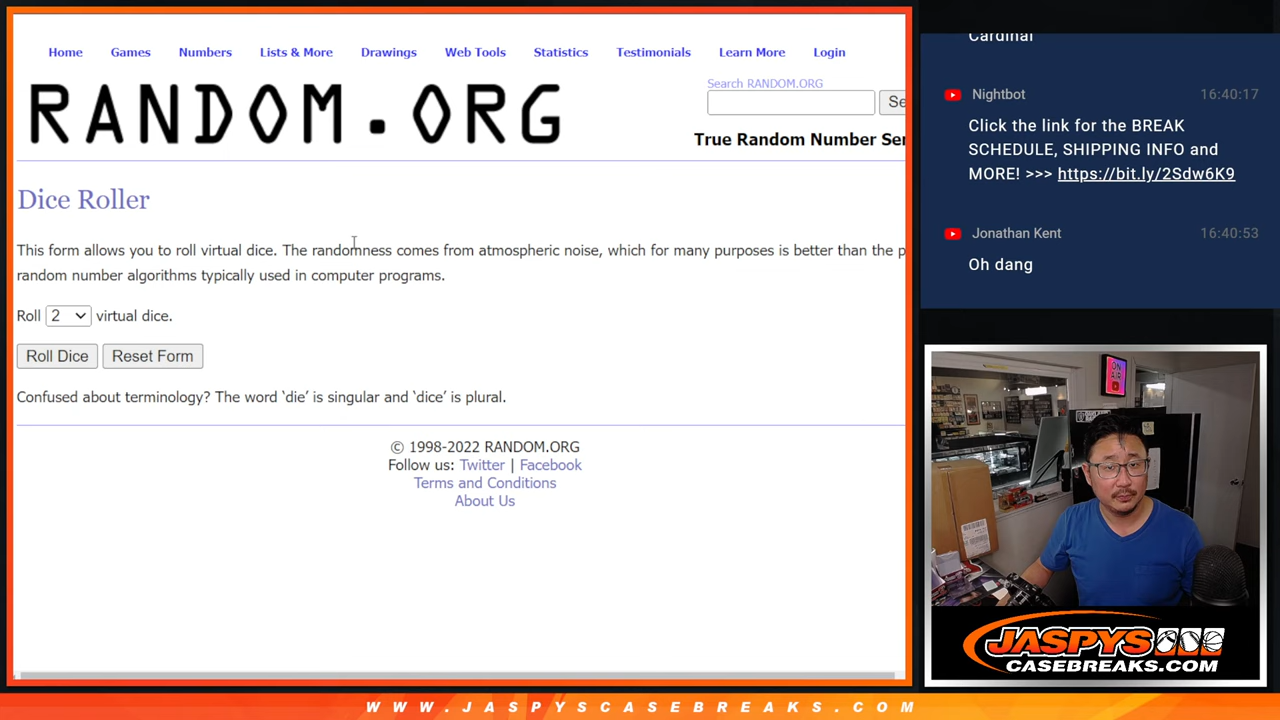 Home Games Numbers Lists & More Drawings Web Tools Statistics Testimonials Learn More Login
RANDOM.ORG
Search RANDOM.ORG
Se
True Random Number Ser
Dice Roller
This form allows you to roll virtual dice. The randomness comes from atmospheric noise, which for many purposes is better than the p
random number algorithms typically used in computer programs.
Roll 2 virtual dice.
Roll Dice Reset Form
Confused about terminology? The word ‘die’ is singular and ‘dice’ is plural.
© 1998-2022 RANDOM.ORG
Follow us: Twitter | Facebook
Terms and Conditions
About Us
Cardinal
Nightbot 16:40:17
Click the link for the BREAK
SCHEDULE, SHIPPING INFO and
MORE! >>> https://bit.ly/2Sdw6K9
Jonathan Kent 16:40:53
Oh dang
ON
AIR
JASPYS
CASEBREAKS.COM
WWW.JASPYSCASEBREAKS.COM